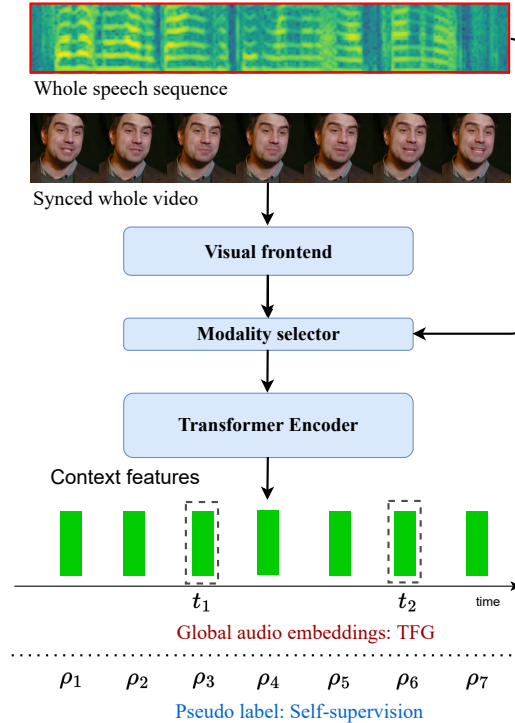 Whole speech sequence
Synced whole video
Visual frontend
Modality selector
Transformer Encoder
Context features
t₁ t₂ time
Global audio embeddings: TFG
ρ₁ ρ₂ ρ₃ ρ₄ ρ₅ ρ₆ ρ₇
Pseudo label: Self-supervision